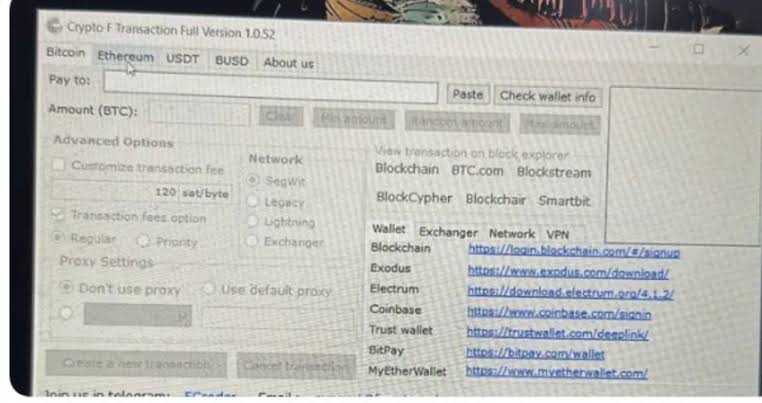 Crypto F Transaction Full Version 1.0.52
Bitcoin Ethereum USDT BUSD About us
Pay to: Paste Check wallet info
Amount (BTC): Clear Min amount Random amount Max amount
Advanced Options
Customize transaction fee
120 sat/byte
Transaction fees option
Regular Priority
Network
SegWit
Legacy
Lightning
Exchanger
View transaction on block explorer
Blockchain BTC.com Blockstream
BlockCypher Blockchair Smartbit
Proxy Settings
Don't use proxy Use default proxy
Wallet Exchanger Network VPN
Blockchain https://login.blockchain.com/#/signup
Exodus https://www.exodus.com/download/
Electrum https://download.electrum.org/4.1.2/
Coinbase https://www.coinbase.com/signin
Trust wallet https://trustwallet.com/deeplink/
BitPay https://bitpay.com/wallet
MyEtherWallet https://www.myetherwallet.com/
Create a new transaction Cancel transaction
Join us in telegram: